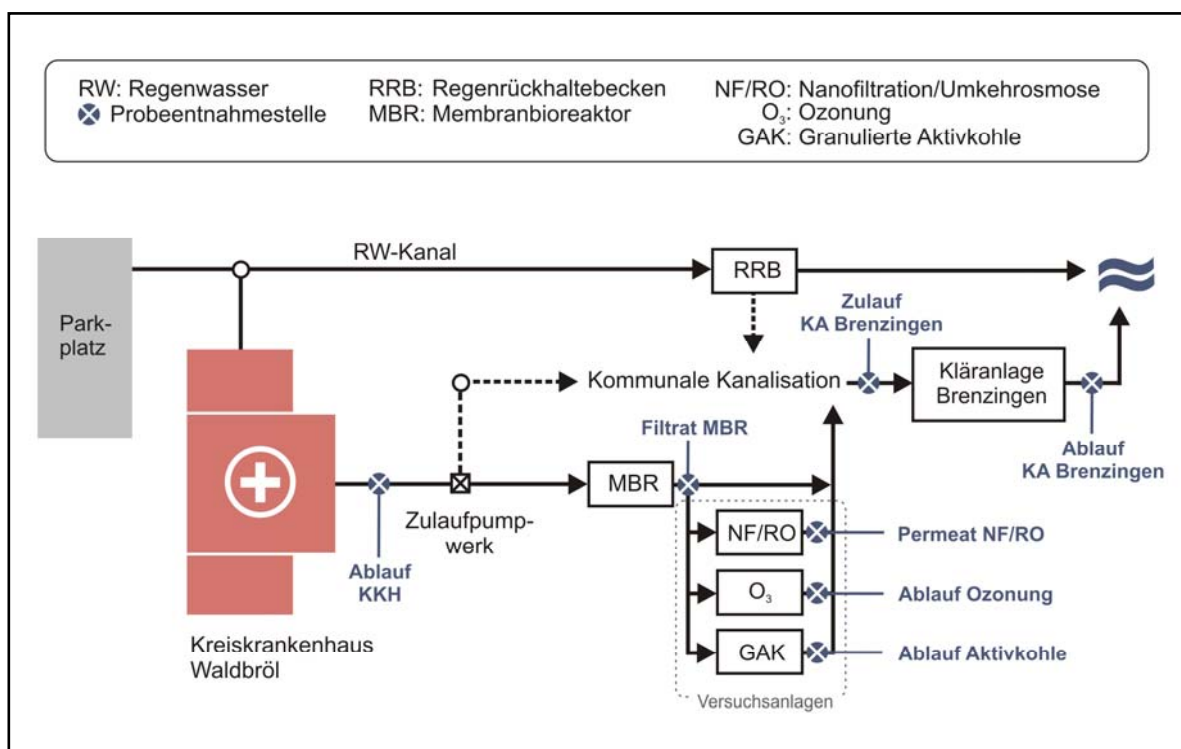 RW: Regenwasser
Probeentnahmestelle
RRB: Regenrückhaltebecken
MBR: Membranbioreaktor
NF/RO: Nanofiltration/Umkehrosmose
O₃: Ozonung
GAK: Granulierte Aktivkohle
Park-
platz
RW-Kanal
RRB
Zulauf
KA Brenzingen
Kommunale Kanalisation
Kläranlage
Brenzingen
Ablauf
KA Brenzingen
Filtrat MBR
MBR
Zulaufpump-
werk
Ablauf
KKH
NF/RO
Permeat NF/RO
O₃
Ablauf Ozonung
GAK
Ablauf Aktivkohle
Versuchsanlagen
Kreiskrankenhaus
Waldbröl